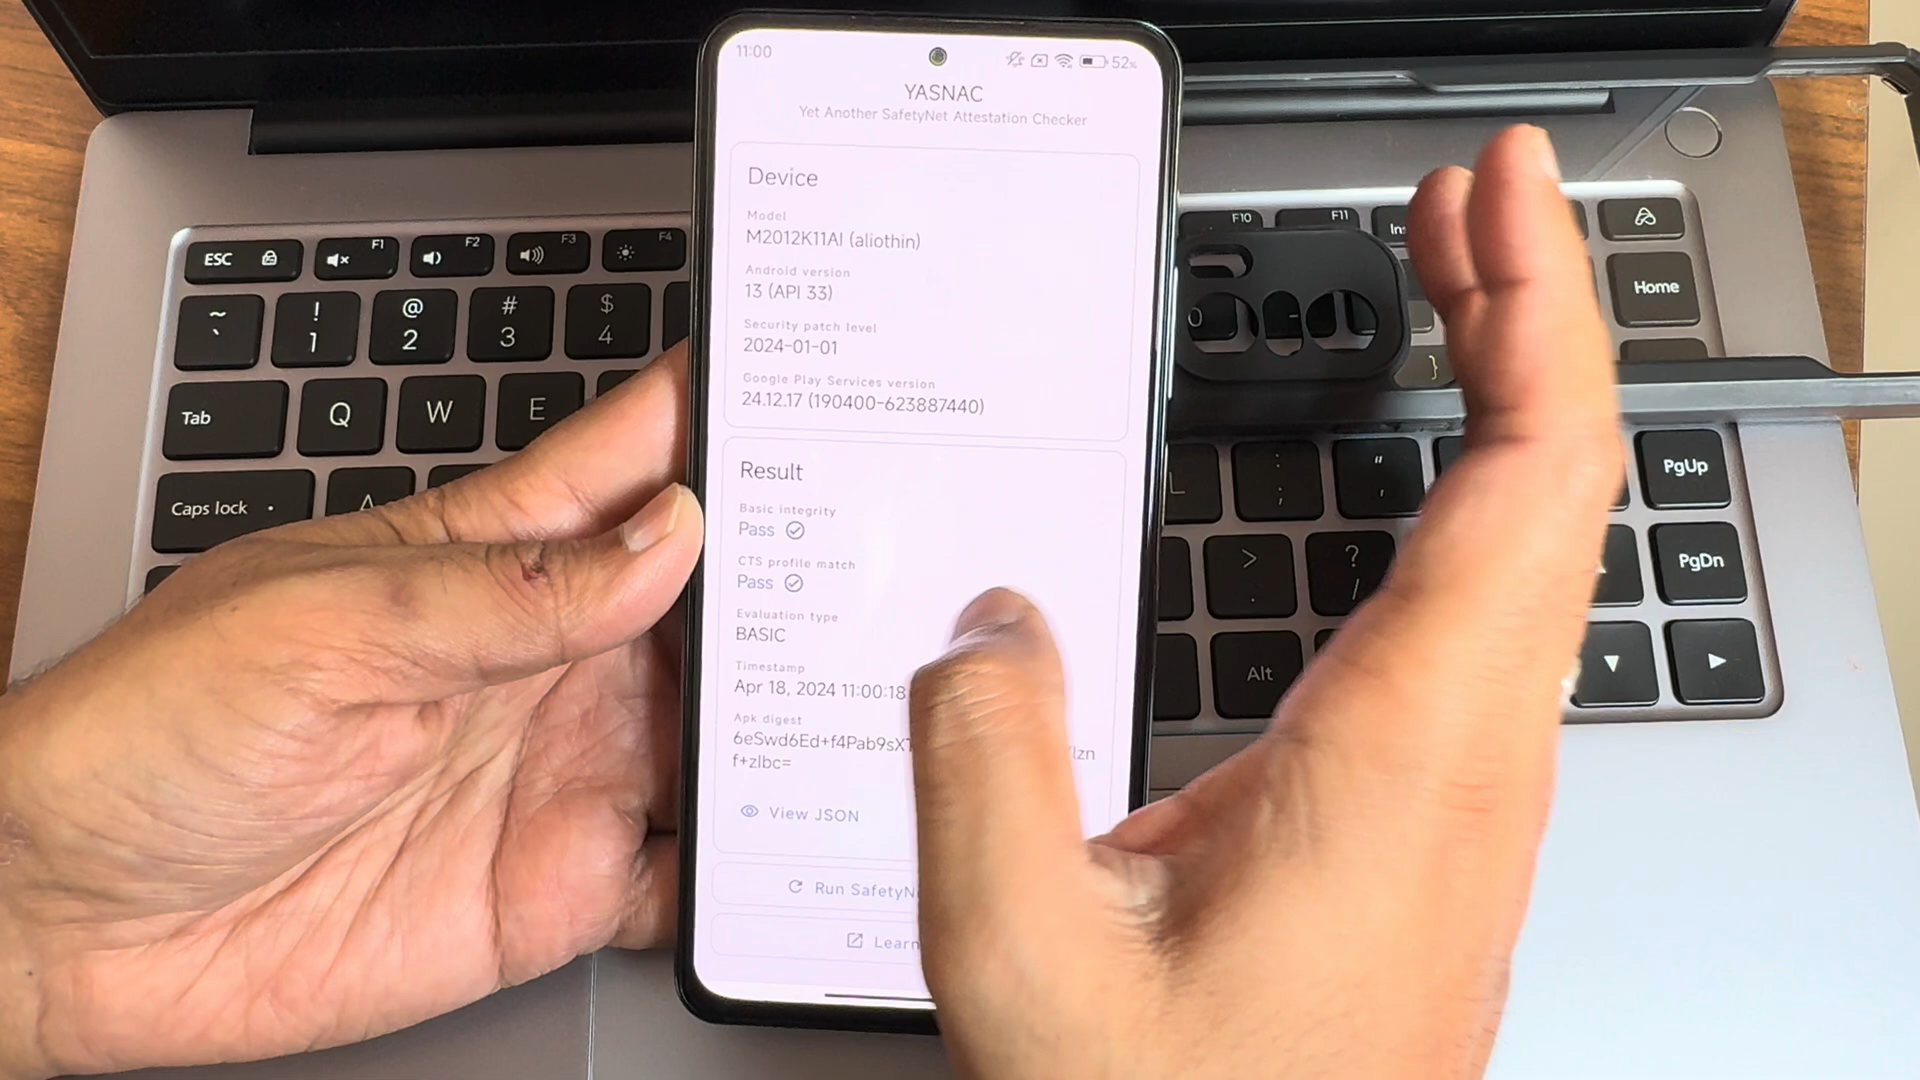 11:00
52%
YASNAC
Yet Another SafetyNet Attestation Checker
Device
Model
M2012K11AI (aliothin)
Android version
13 (API 33)
Security patch level
2024-01-01
Google Play Services version
24.12.17 (190400-623887440)
Result
Basic integrity
Pass
CTS profile match
Pass
Evaluation type
BASIC
Timestamp
Apr 18, 2024 11:00:18
Apk digest
6eSwd6Ed+f4Pab9sX
lzn
f+zlbc=
View JSON
Run SafetyN
Learn
ESC
F1
F2
F3
F4
F10
F11
Ins
Home
~
`
!
1
@
2
#
3
$
4
0
-
}
Tab
Q
W
E
PgUp
Caps lock
A
L
:
;
"
'
>
.
?
/
PgDn
Alt